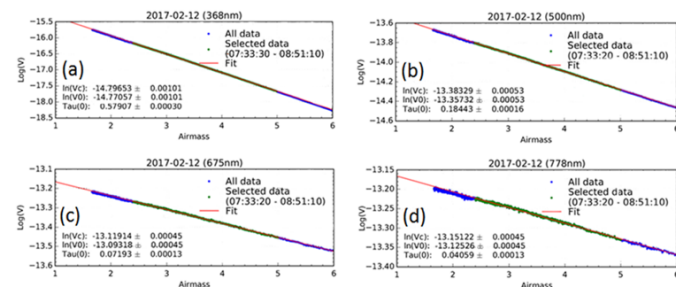 2017-02-12 (368nm)
−15.5
−16.0
−16.5
−17.0
−17.5
−18.0
−18.5
Log(V)
(a)
All data
Selected data
(07:33:30 - 08:51:10)
Fit
ln(Vc): -14.79653 ± 0.00101
ln(V0): -14.77057 ± 0.00101
Tau(0): 0.57907 ± 0.00030
1 2 3 4 5 6
Airmass
2017-02-12 (500nm)
−13.6
−13.8
−14.0
−14.2
−14.4
−14.6
Log(V)
(b)
All data
Selected data
(07:33:20 - 08:51:10)
Fit
ln(Vc): -13.38329 ± 0.00053
ln(V0): -13.35732 ± 0.00053
Tau(0): 0.18443 ± 0.00016
1 2 3 4 5 6
Airmass
2017-02-12 (675nm)
−13.1
−13.2
−13.3
−13.4
−13.5
−13.6
Log(V)
(c)
All data
Selected data
(07:33:20 - 08:51:10)
Fit
ln(Vc): -13.11914 ± 0.00045
ln(V0): -13.09318 ± 0.00045
Tau(0): 0.07193 ± 0.00013
1 2 3 4 5 6
Airmass
2017-02-12 (778nm)
−13.15
−13.20
−13.25
−13.30
−13.35
−13.40
Log(V)
(d)
All data
Selected data
(07:33:20 - 08:51:10)
Fit
ln(Vc): -13.15122 ± 0.00045
ln(V0): -13.12526 ± 0.00045
Tau(0): 0.04059 ± 0.00013
1 2 3 4 5 6
Airmass